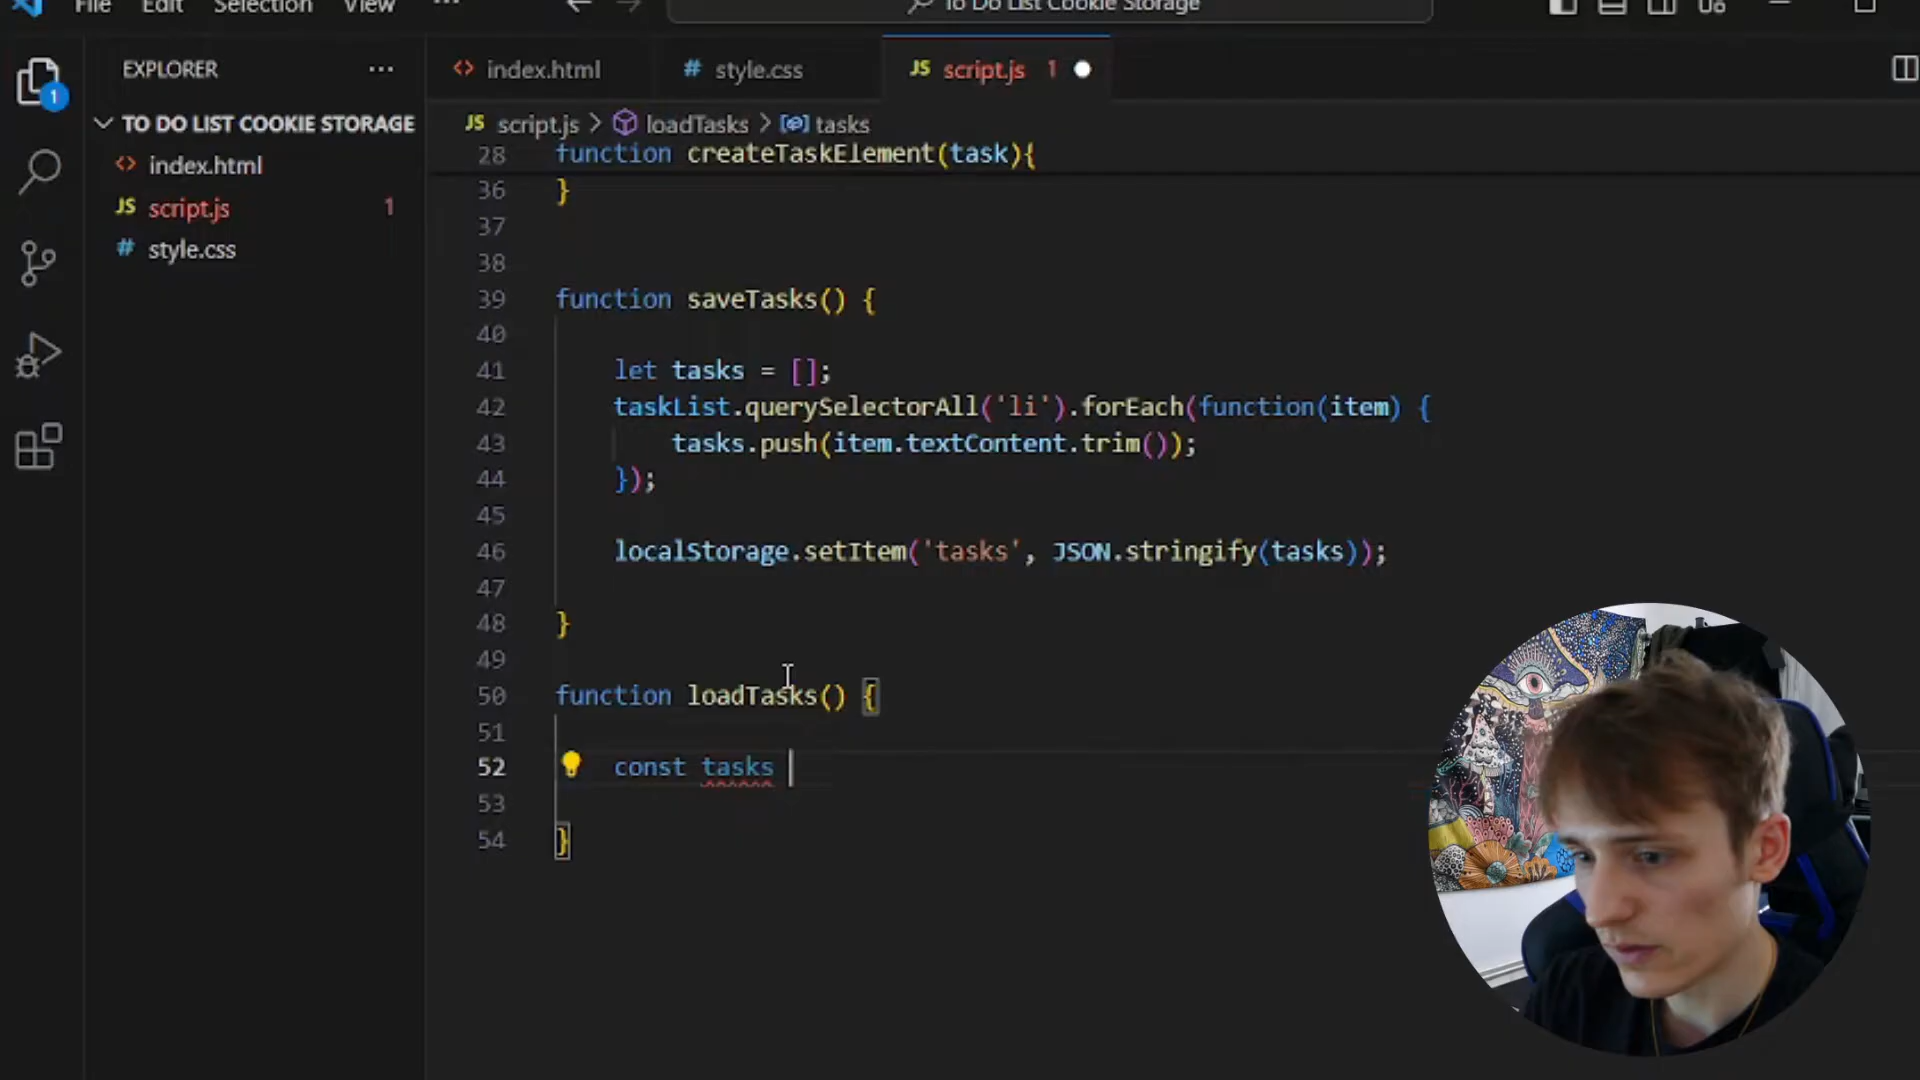 File Edit Selection View ...
To Do List Cookie Storage
EXPLORER ...
1
TO DO LIST COOKIE STORAGE
index.html
JS script.js 1
# style.css
index.html
# style.css
JS script.js 1
JS script.js > loadTasks > tasks
28 function createTaskElement(task){
36 }
37
38
39 function saveTasks() {
40
41 let tasks = [];
42 taskList.querySelectorAll('li').forEach(function(item) {
43 tasks.push(item.textContent.trim());
44 });
45
46 localStorage.setItem('tasks', JSON.stringify(tasks));
47
48 }
49
50 function loadTasks() {
51
52 const tasks
53
54 }